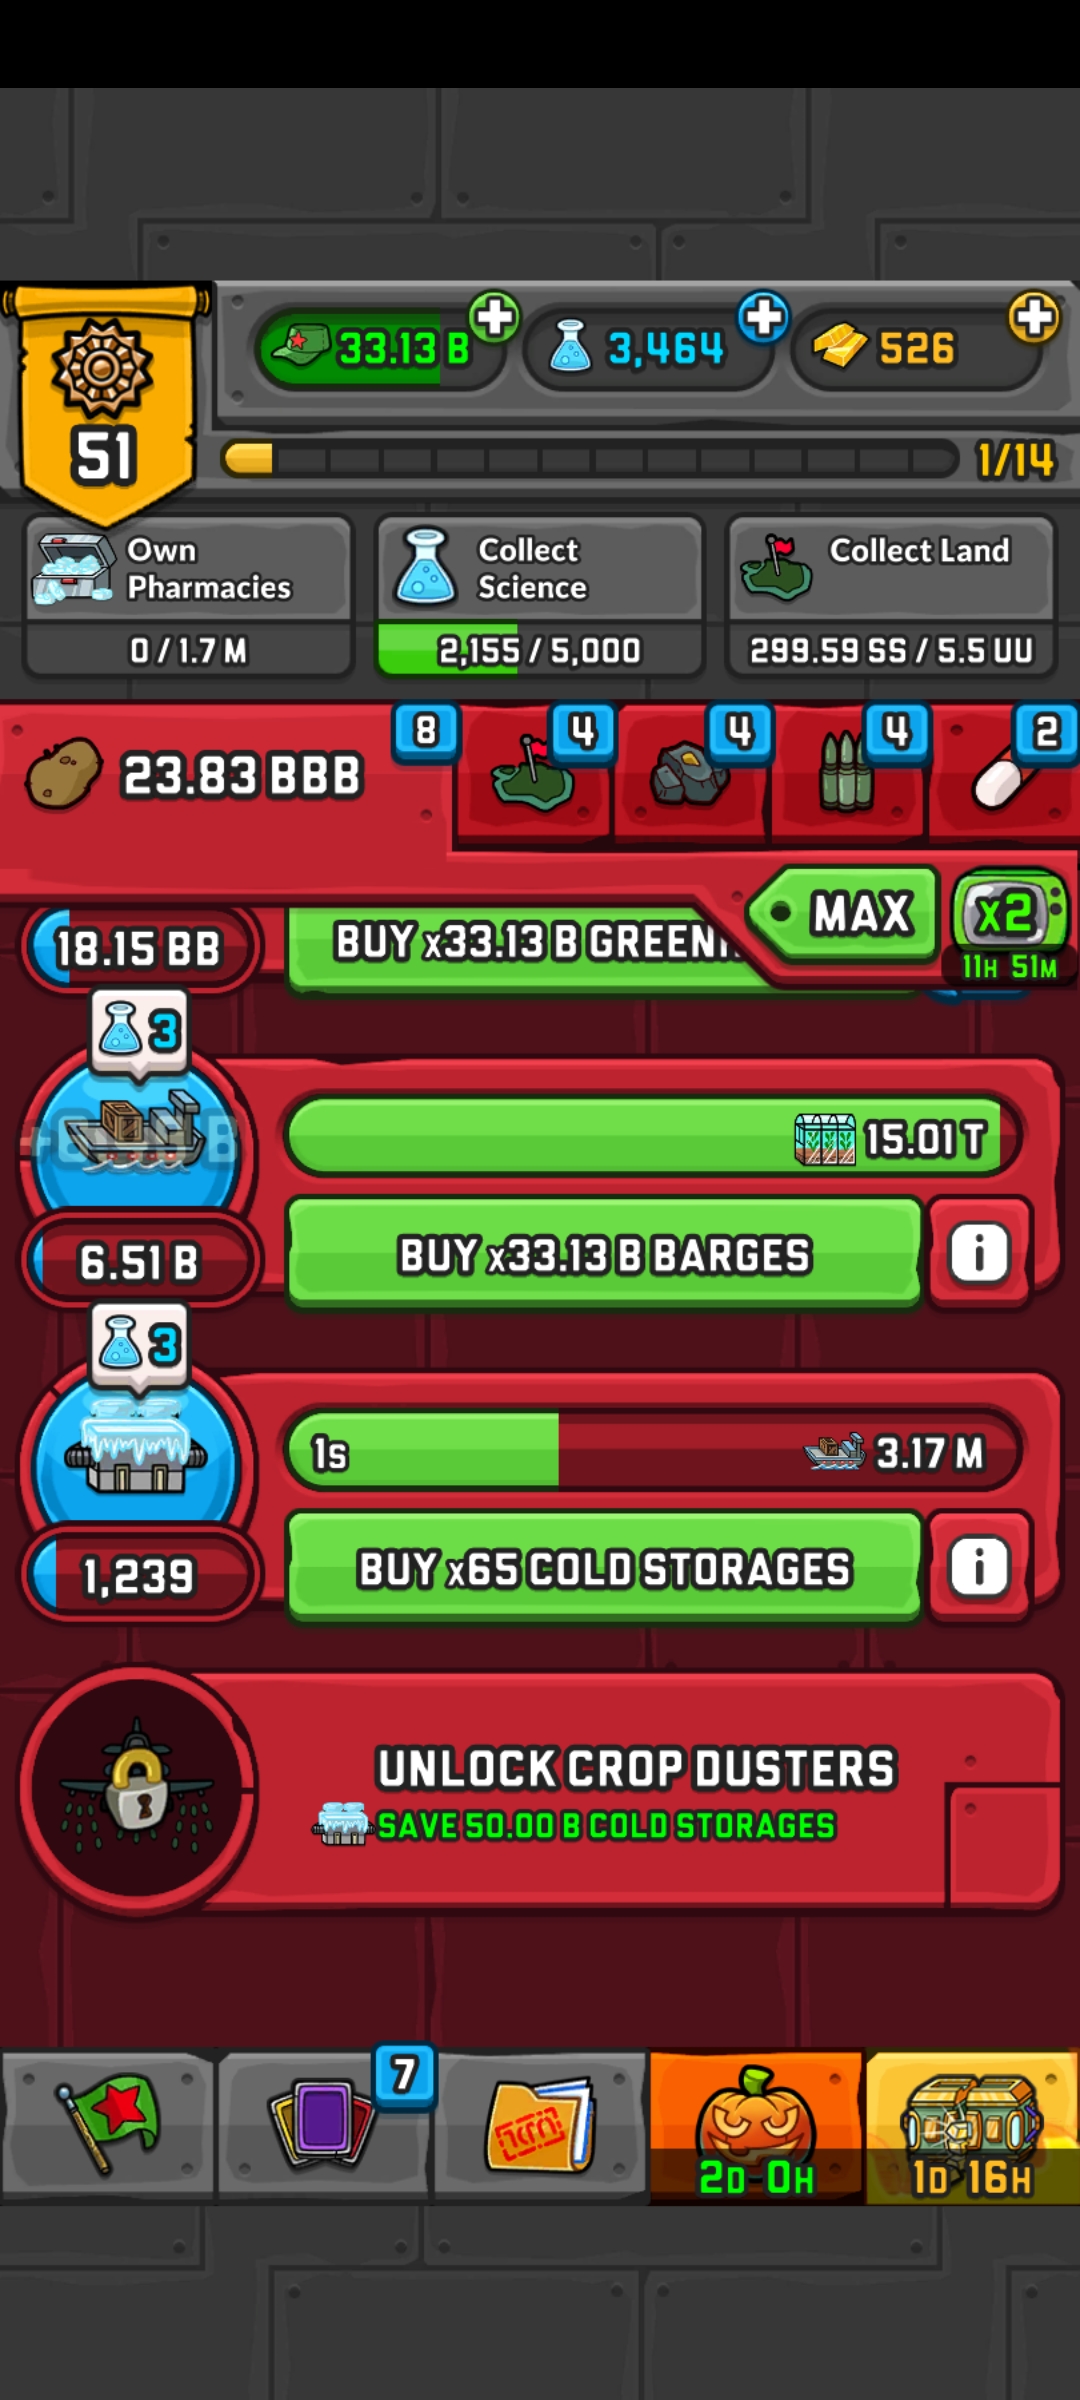 33.13 B
3,464
526
51
1/14
Own
Pharmacies
0 / 1.7 M
Collect
Science
2,155 / 5,000
Collect Land
299.59 SS / 5.5 UU
23.83 BBB
8
4
4
4
2
MAX
x2
11H 51M
18.15 BB
BUY x33.13 B GREENH...
3
15.01 T
6.51 B
BUY x33.13 B BARGES
i
3
1s
3.17 M
1,239
BUY x65 COLD STORAGES
i
UNLOCK CROP DUSTERS
SAVE 50.00 B COLD STORAGES
7
2D 0H
1D 16H